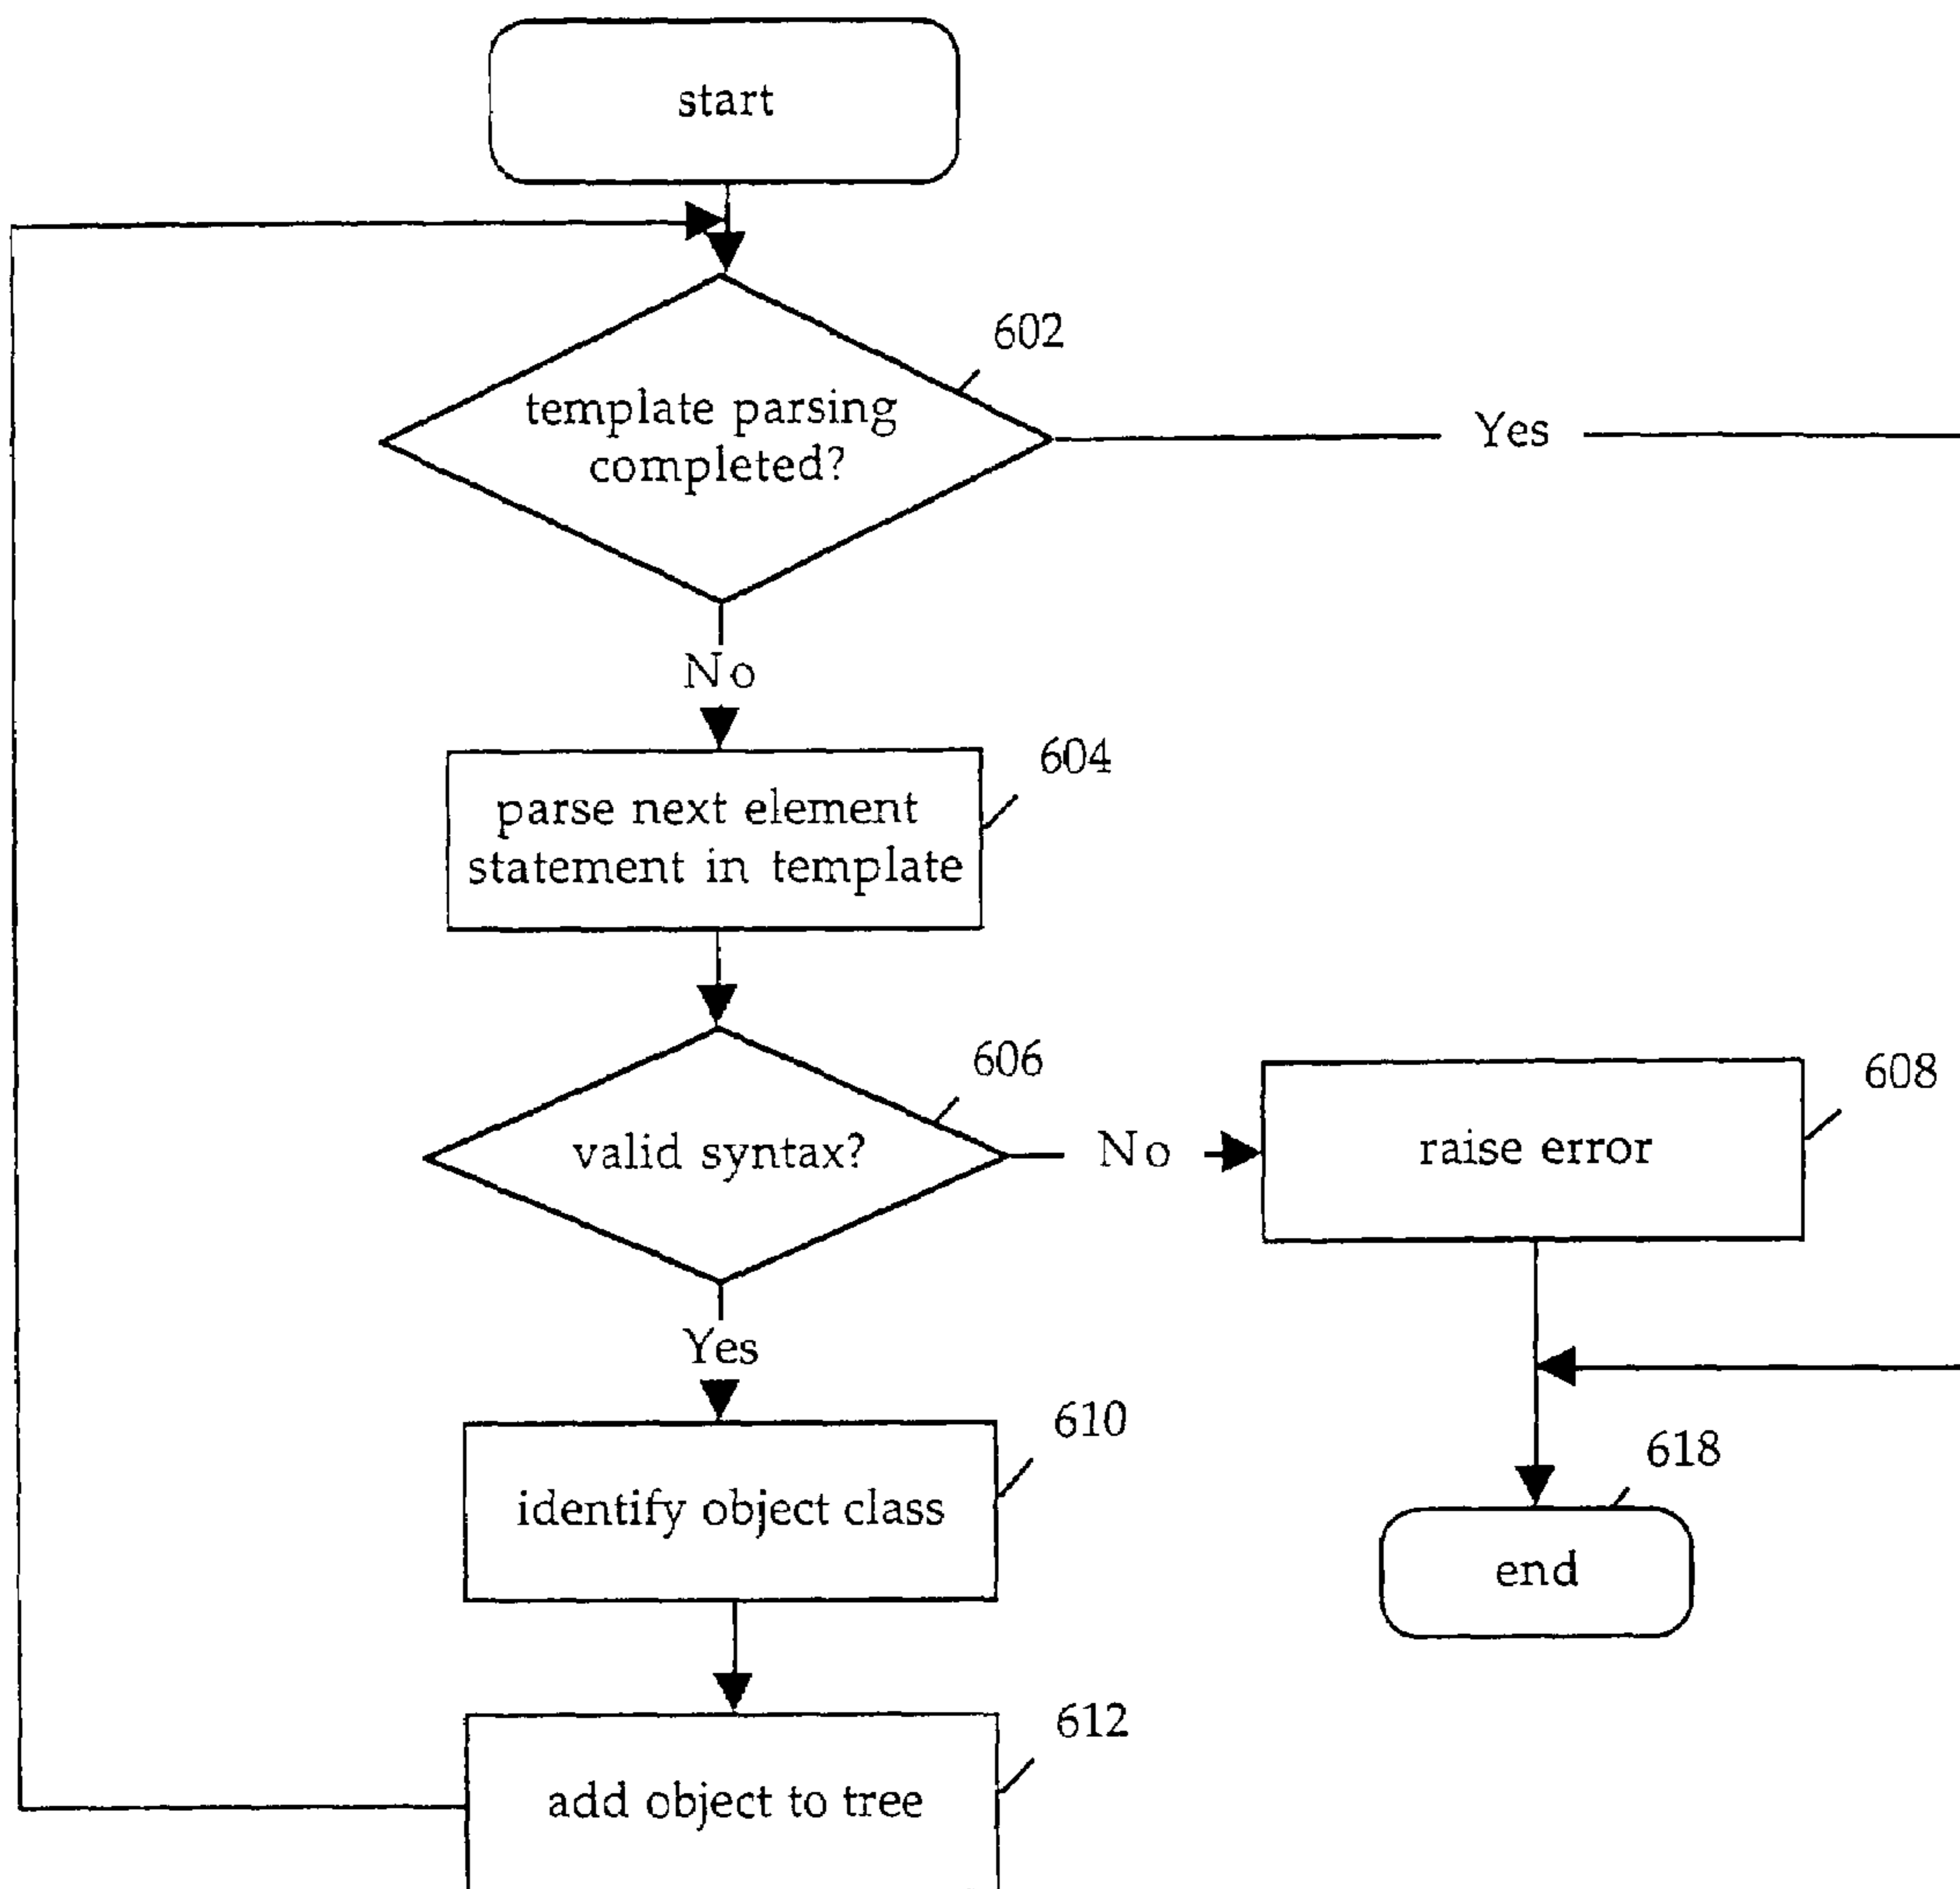 start
602
template parsing
completed?
Yes
No
604
parse next element
statement in template
606
valid syntax?
No
608
raise error
Yes
610
identify object class
618
end
612
add object to tree